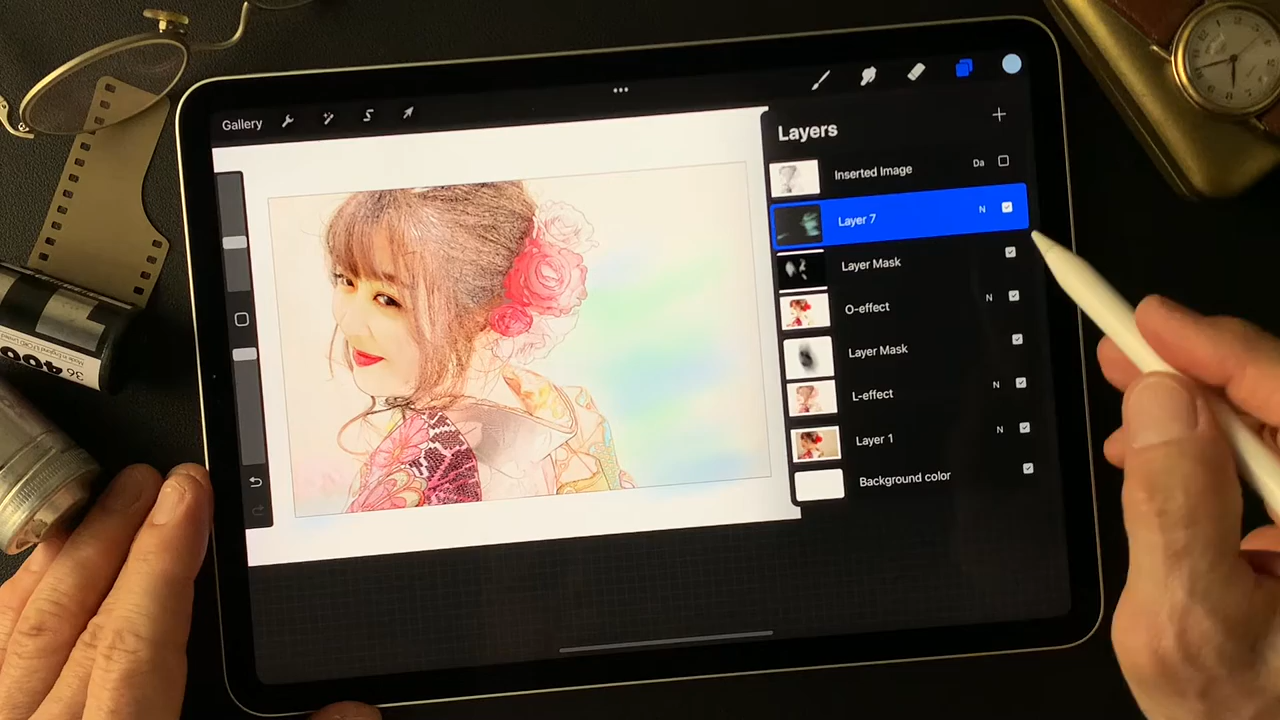 Gallery
Layers
Inserted Image Da
Layer 7 N
Layer Mask
O-effect N
Layer Mask
L-effect N
Layer 1 N
Background color
400
36